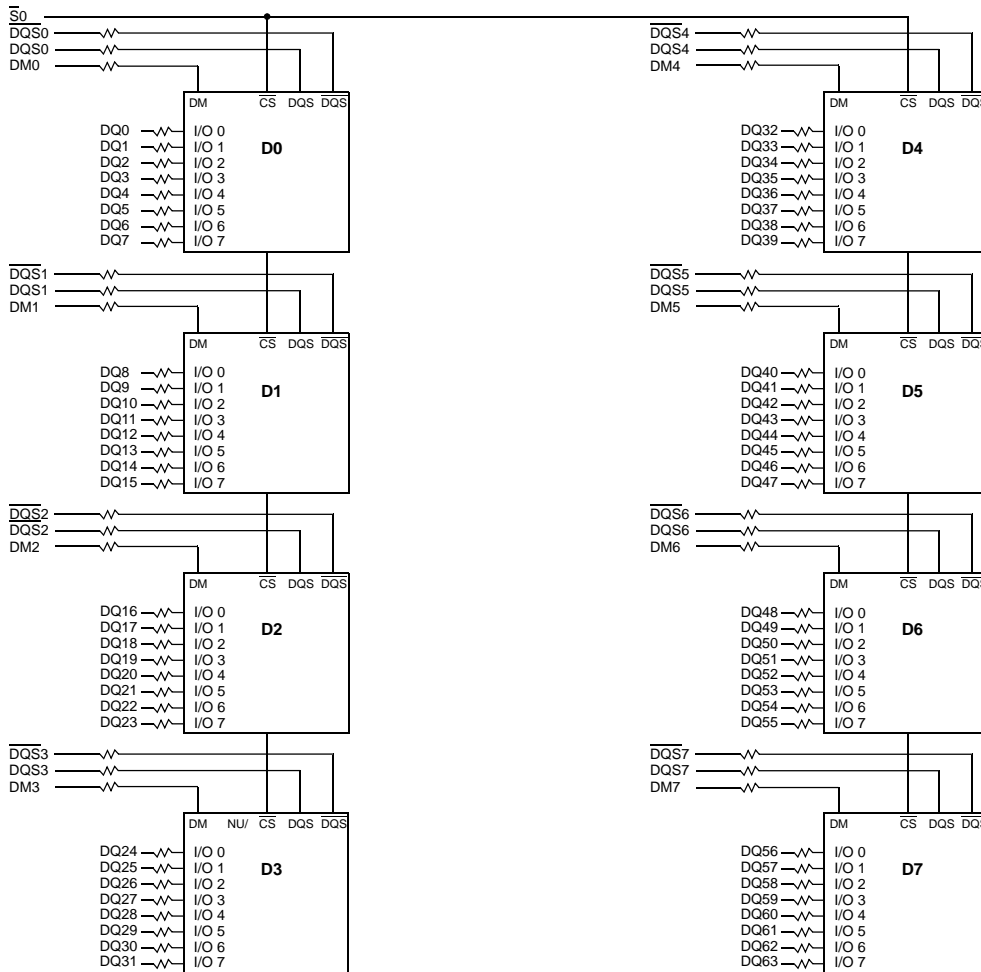 S0
DQS0
DQS0
DM0
DM CS DQS DQS
D0
DQ0 I/O 0
DQ1 I/O 1
DQ2 I/O 2
DQ3 I/O 3
DQ4 I/O 4
DQ5 I/O 5
DQ6 I/O 6
DQ7 I/O 7
DQS1
DQS1
DM1
DM CS DQS DQS
D1
DQ8 I/O 0
DQ9 I/O 1
DQ10 I/O 2
DQ11 I/O 3
DQ12 I/O 4
DQ13 I/O 5
DQ14 I/O 6
DQ15 I/O 7
DQS2
DQS2
DM2
DM CS DQS DQS
D2
DQ16 I/O 0
DQ17 I/O 1
DQ18 I/O 2
DQ19 I/O 3
DQ20 I/O 4
DQ21 I/O 5
DQ22 I/O 6
DQ23 I/O 7
DQS3
DQS3
DM3
DM NU/ CS DQS DQS
D3
DQ24 I/O 0
DQ25 I/O 1
DQ26 I/O 2
DQ27 I/O 3
DQ28 I/O 4
DQ29 I/O 5
DQ30 I/O 6
DQ31 I/O 7
DQS4
DQS4
DM4
DM CS DQS DQS
D4
DQ32 I/O 0
DQ33 I/O 1
DQ34 I/O 2
DQ35 I/O 3
DQ36 I/O 4
DQ37 I/O 5
DQ38 I/O 6
DQ39 I/O 7
DQS5
DQS5
DM5
DM CS DQS DQS
D5
DQ40 I/O 0
DQ41 I/O 1
DQ42 I/O 2
DQ43 I/O 3
DQ44 I/O 4
DQ45 I/O 5
DQ46 I/O 6
DQ47 I/O 7
DQS6
DQS6
DM6
DM CS DQS DQS
D6
DQ48 I/O 0
DQ49 I/O 1
DQ50 I/O 2
DQ51 I/O 3
DQ52 I/O 4
DQ53 I/O 5
DQ54 I/O 6
DQ55 I/O 7
DQS7
DQS7
DM7
DM CS DQS DQS
D7
DQ56 I/O 0
DQ57 I/O 1
DQ58 I/O 2
DQ59 I/O 3
DQ60 I/O 4
DQ61 I/O 5
DQ62 I/O 6
DQ63 I/O 7